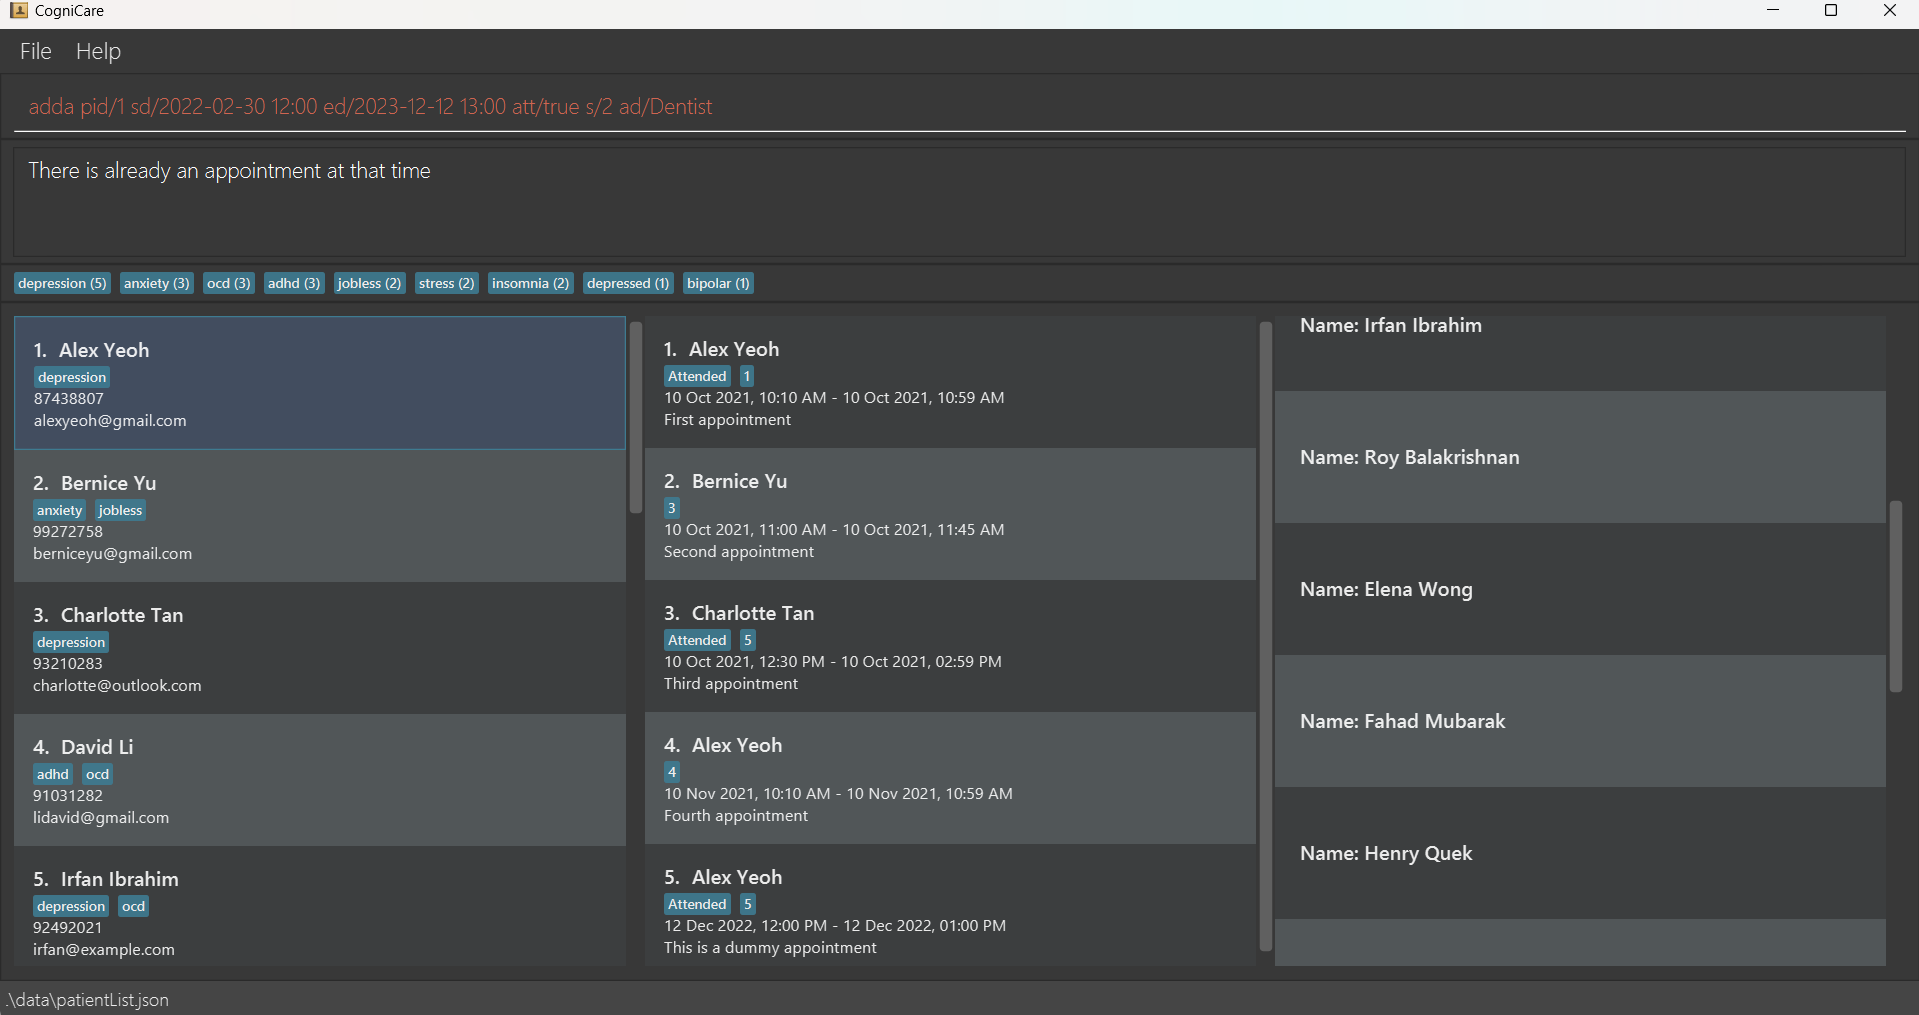 CogniCare
File Help
adda pid/1 sd/2022-02-30 12:00 ed/2023-12-12 13:00 att/true s/2 ad/Dentist
There is already an appointment at that time
depression (5) anxiety (3) ocd (3) adhd (3) jobless (2) stress (2) insomnia (2) depressed (1) bipolar (1)
1. Alex Yeoh
depression
87438807
alexyeoh@gmail.com
2. Bernice Yu
anxiety jobless
99272758
berniceyu@gmail.com
3. Charlotte Tan
depression
93210283
charlotte@outlook.com
4. David Li
adhd ocd
91031282
lidavid@gmail.com
5. Irfan Ibrahim
depression ocd
92492021
irfan@example.com
1. Alex Yeoh
Attended 1
10 Oct 2021, 10:10 AM - 10 Oct 2021, 10:59 AM
First appointment
2. Bernice Yu
3
10 Oct 2021, 11:00 AM - 10 Oct 2021, 11:45 AM
Second appointment
3. Charlotte Tan
Attended 5
10 Oct 2021, 12:30 PM - 10 Oct 2021, 02:59 PM
Third appointment
4. Alex Yeoh
4
10 Nov 2021, 10:10 AM - 10 Nov 2021, 10:59 AM
Fourth appointment
5. Alex Yeoh
Attended 5
12 Dec 2022, 12:00 PM - 12 Dec 2022, 01:00 PM
This is a dummy appointment
Name: Irfan Ibrahim
Name: Roy Balakrishnan
Name: Elena Wong
Name: Fahad Mubarak
Name: Henry Quek
.\data\patientList.json